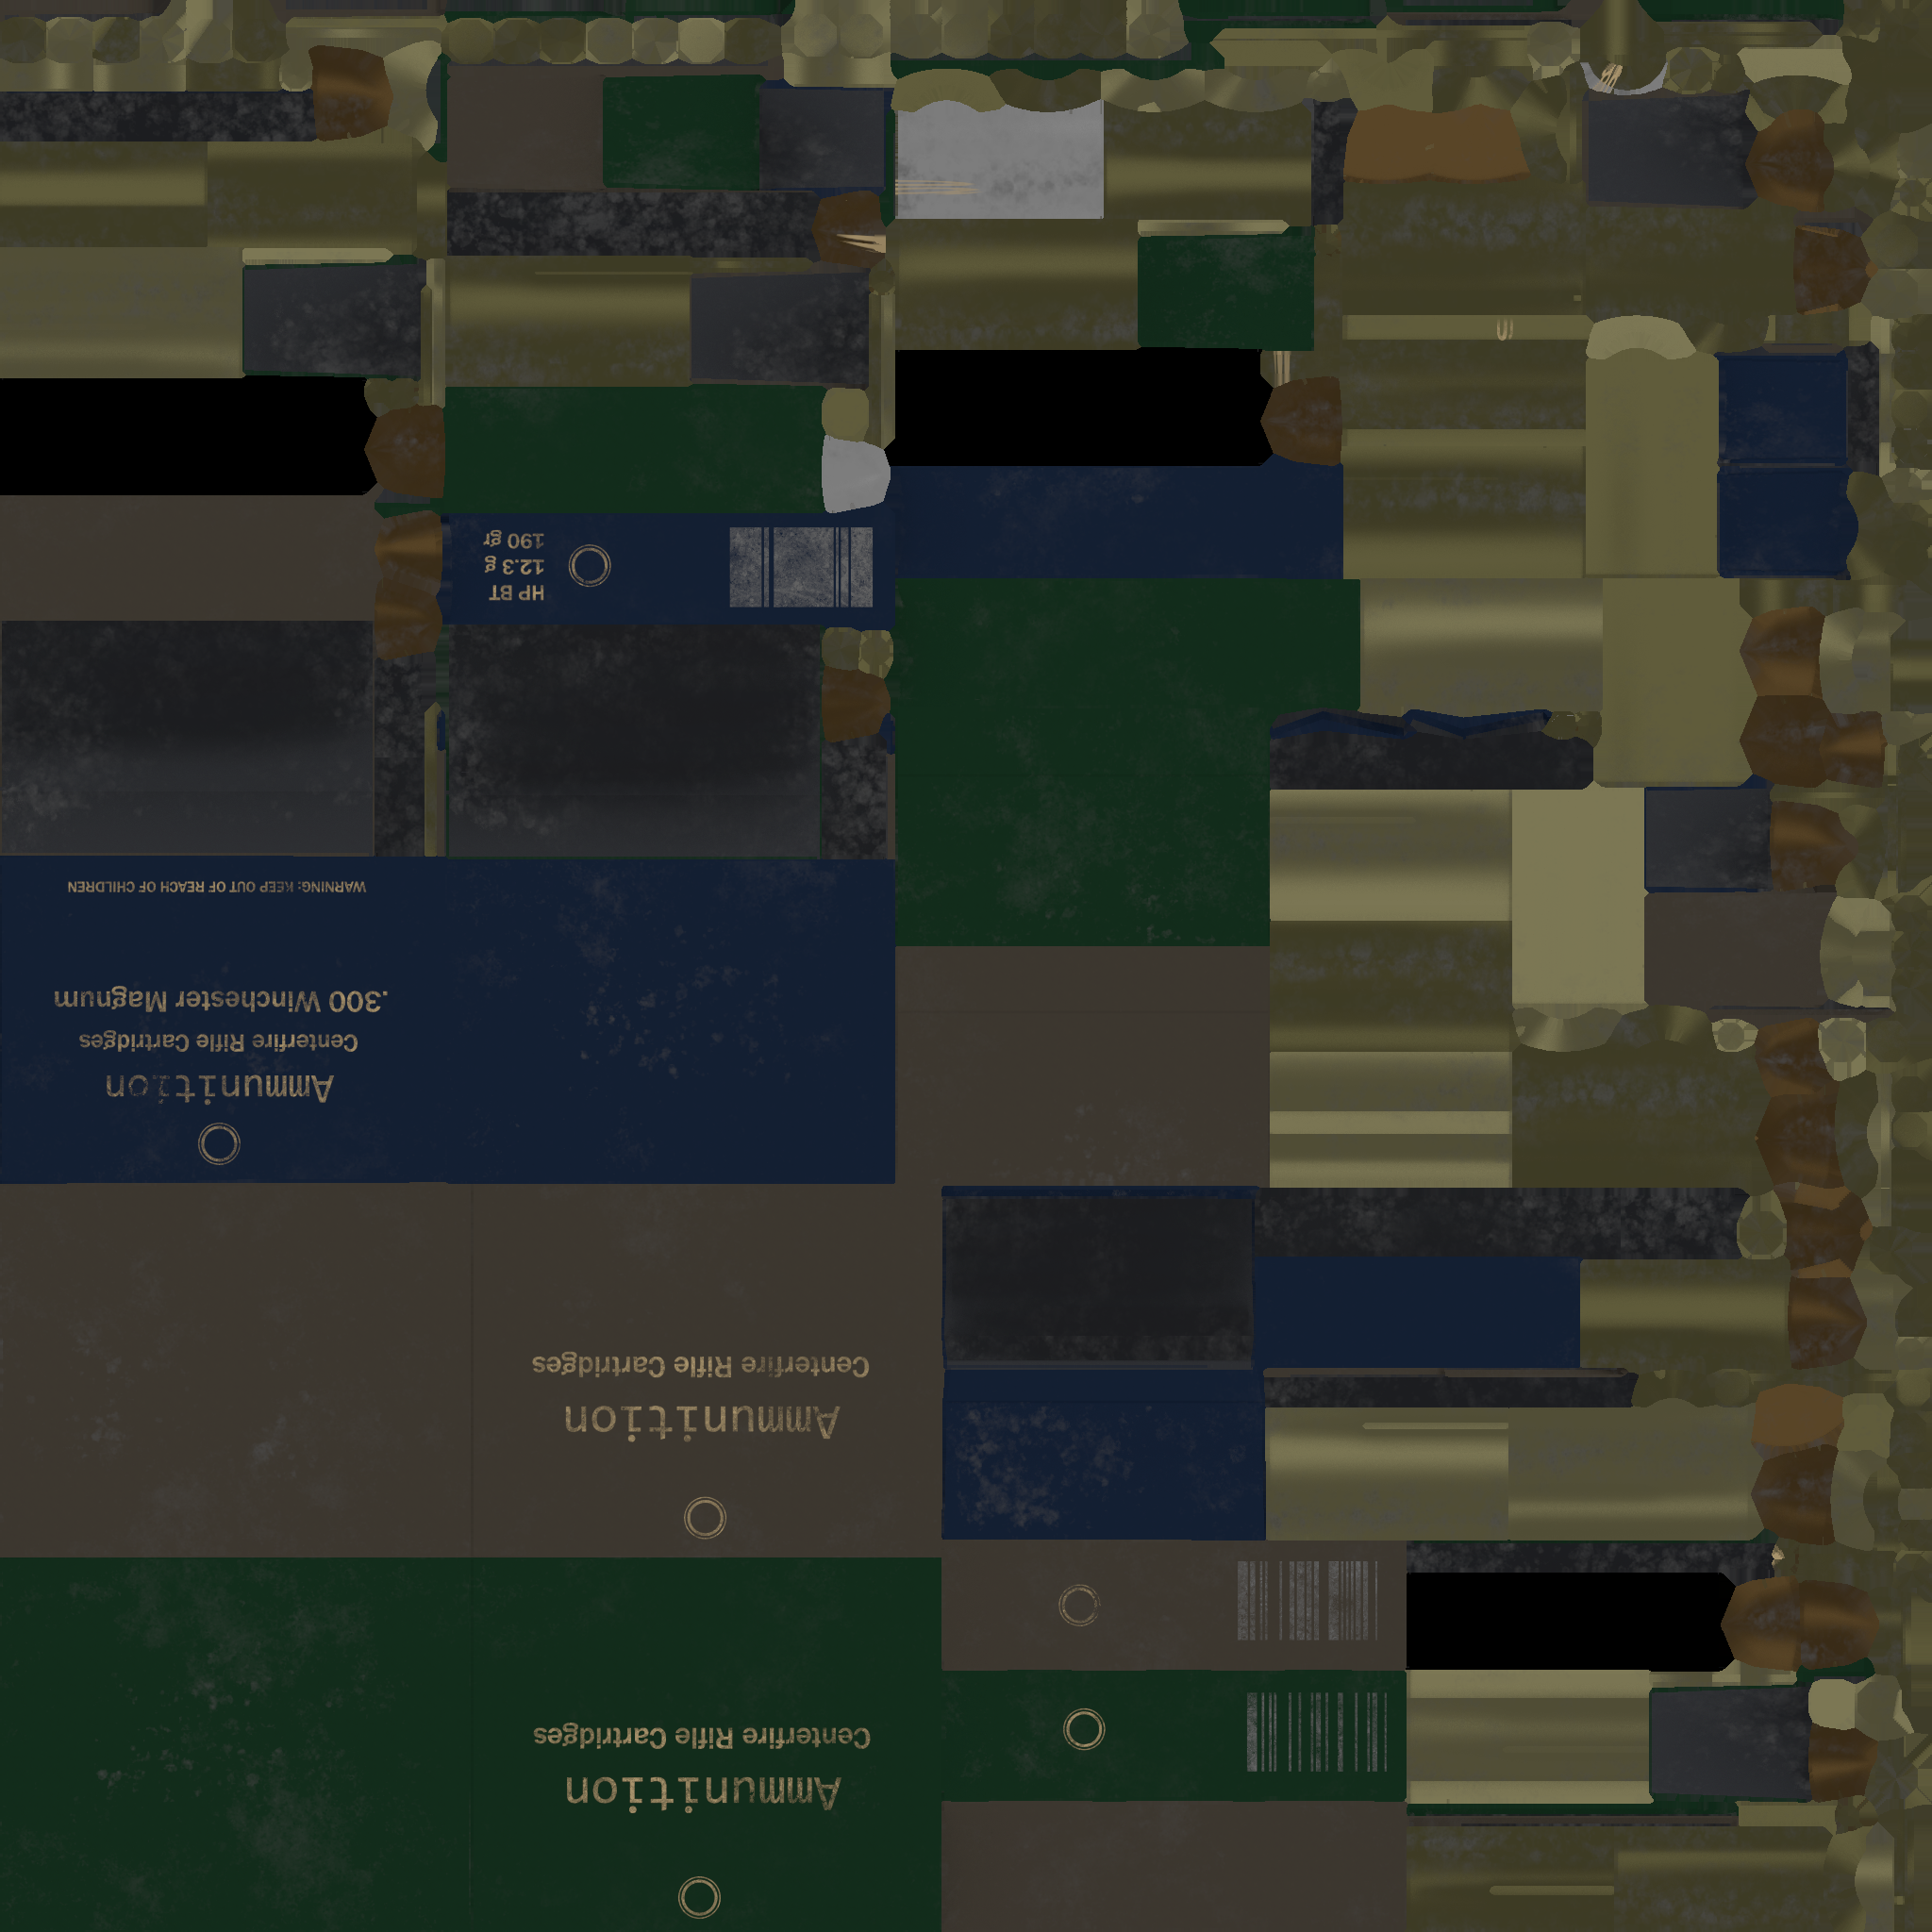 HP BT
12.3 g
190 gr
Ammunition
Centerfire Rifle Cartridges
.300 Winchester Magnum
WARNING: KEEP OUT OF REACH OF CHILDREN
Ammunition
Centerfire Rifle Cartridges
Ammunition
Centerfire Rifle Cartridges